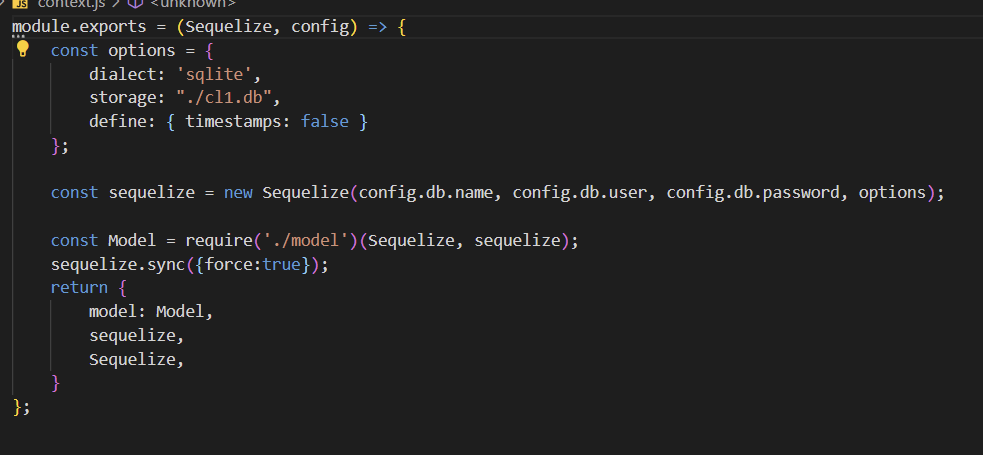 JS context.js > <unknown>
module.exports = (Sequelize, config) => {
    const options = {
        dialect: 'sqlite',
        storage: "./cl1.db",
        define: { timestamps: false }
    };

    const sequelize = new Sequelize(config.db.name, config.db.user, config.db.password, options);

    const Model = require('./model')(Sequelize, sequelize);
    sequelize.sync({force:true});
    return {
        model: Model,
        sequelize,
        Sequelize,
    }
};